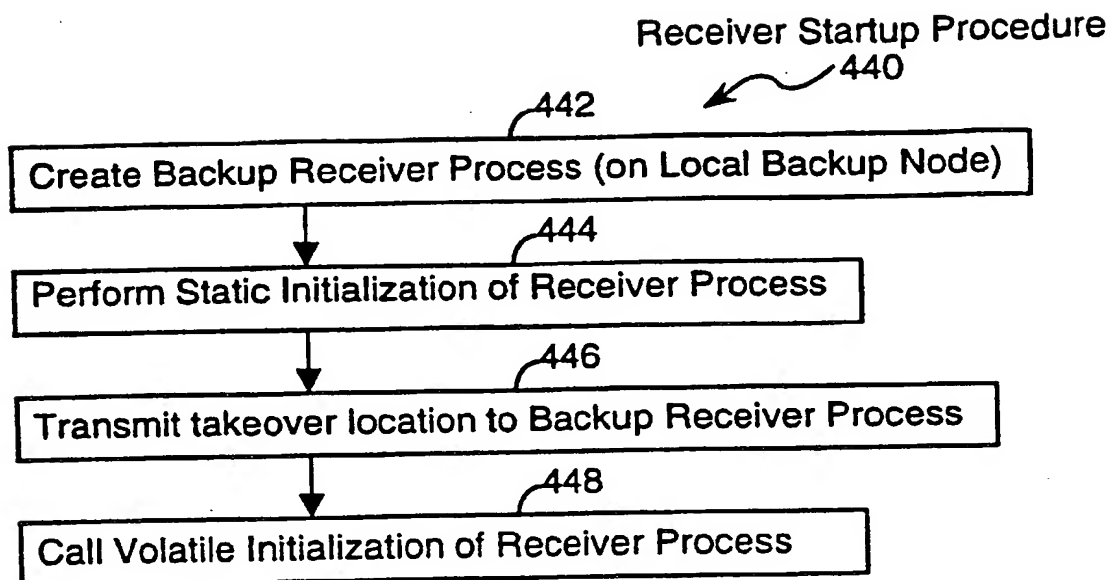 Receiver Startup Procedure
440
442
Create Backup Receiver Process (on Local Backup Node)
444
Perform Static Initialization of Receiver Process
446
Transmit takeover location to Backup Receiver Process
448
Call Volatile Initialization of Receiver Process